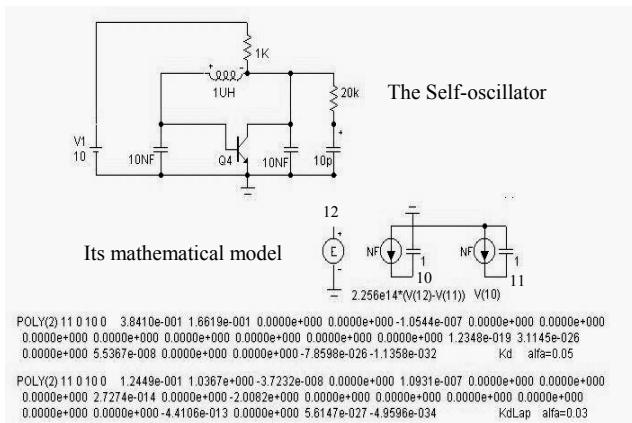 1K
1UH
20k
The Self-oscillator
V1
10
10NF
Q4
10NF
10p
12
Its mathematical model
E
NF
1
NF
1
10
11
2.256e14*(V(12)-V(11)) V(10)
POLY(2) 11 0 10 0 3.8410e-001 1.6619e-001 0.0000e+000 0.0000e+000 -1.0544e-007 0.0000e+000 0.0000e+000
0.0000e+000 0.0000e+000 0.0000e+000 0.0000e+000 0.0000e+000 0.0000e+000 1.2348e-019 3.1145e-026
0.0000e+000 5.5367e-008 0.0000e+000 0.0000e+000 -7.8598e-026 -1.1358e-032 Kd alfa=0.05
POLY(2) 11 0 10 0 1.2449e-001 1.0367e+000 -3.7232e-008 0.0000e+000 1.0931e-007 0.0000e+000 0.0000e+000
0.0000e+000 2.7274e-014 0.0000e+000 -2.0082e+000 0.0000e+000 0.0000e+000 0.0000e+000 0.0000e+000
0.0000e+000 0.0000e+000 -4.4106e-013 0.0000e+000 5.6147e-027 -4.9596e-034 KdLap alfa=0.03